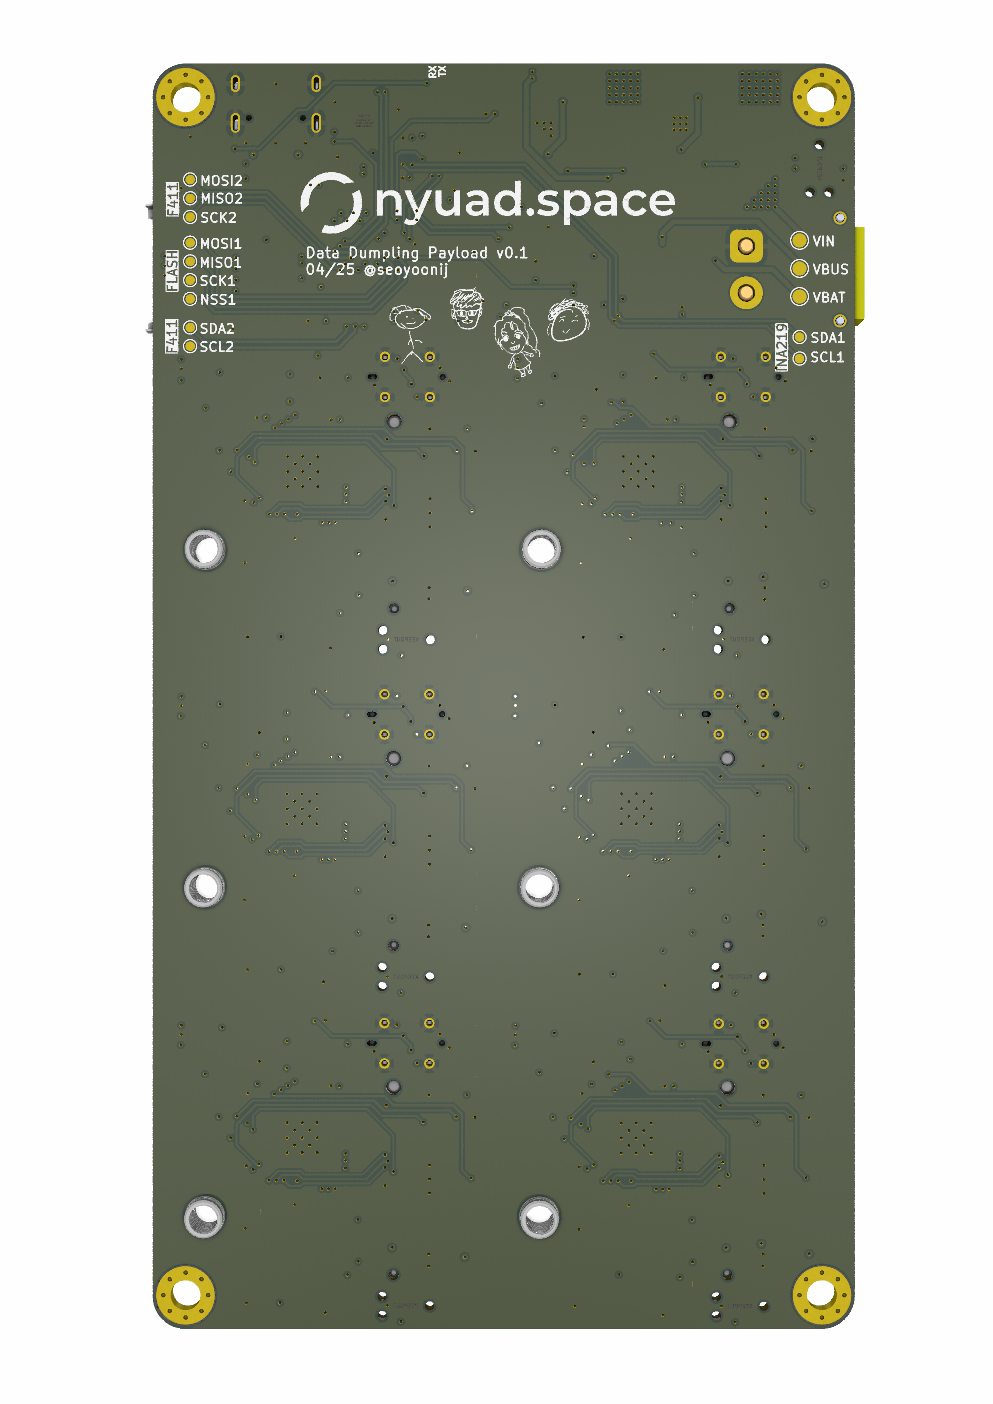 RX
TX
F411
MOSI2
MISO2
SCK2
FLASH
MOSI1
MISO1
SCK1
NSS1
F411
SDA2
SCL2
nyuad.space
Data Dumpling Payload v0.1
04/25 @seoyoonij
VIN
VBUS
VBAT
INA219
SDA1
SCL1